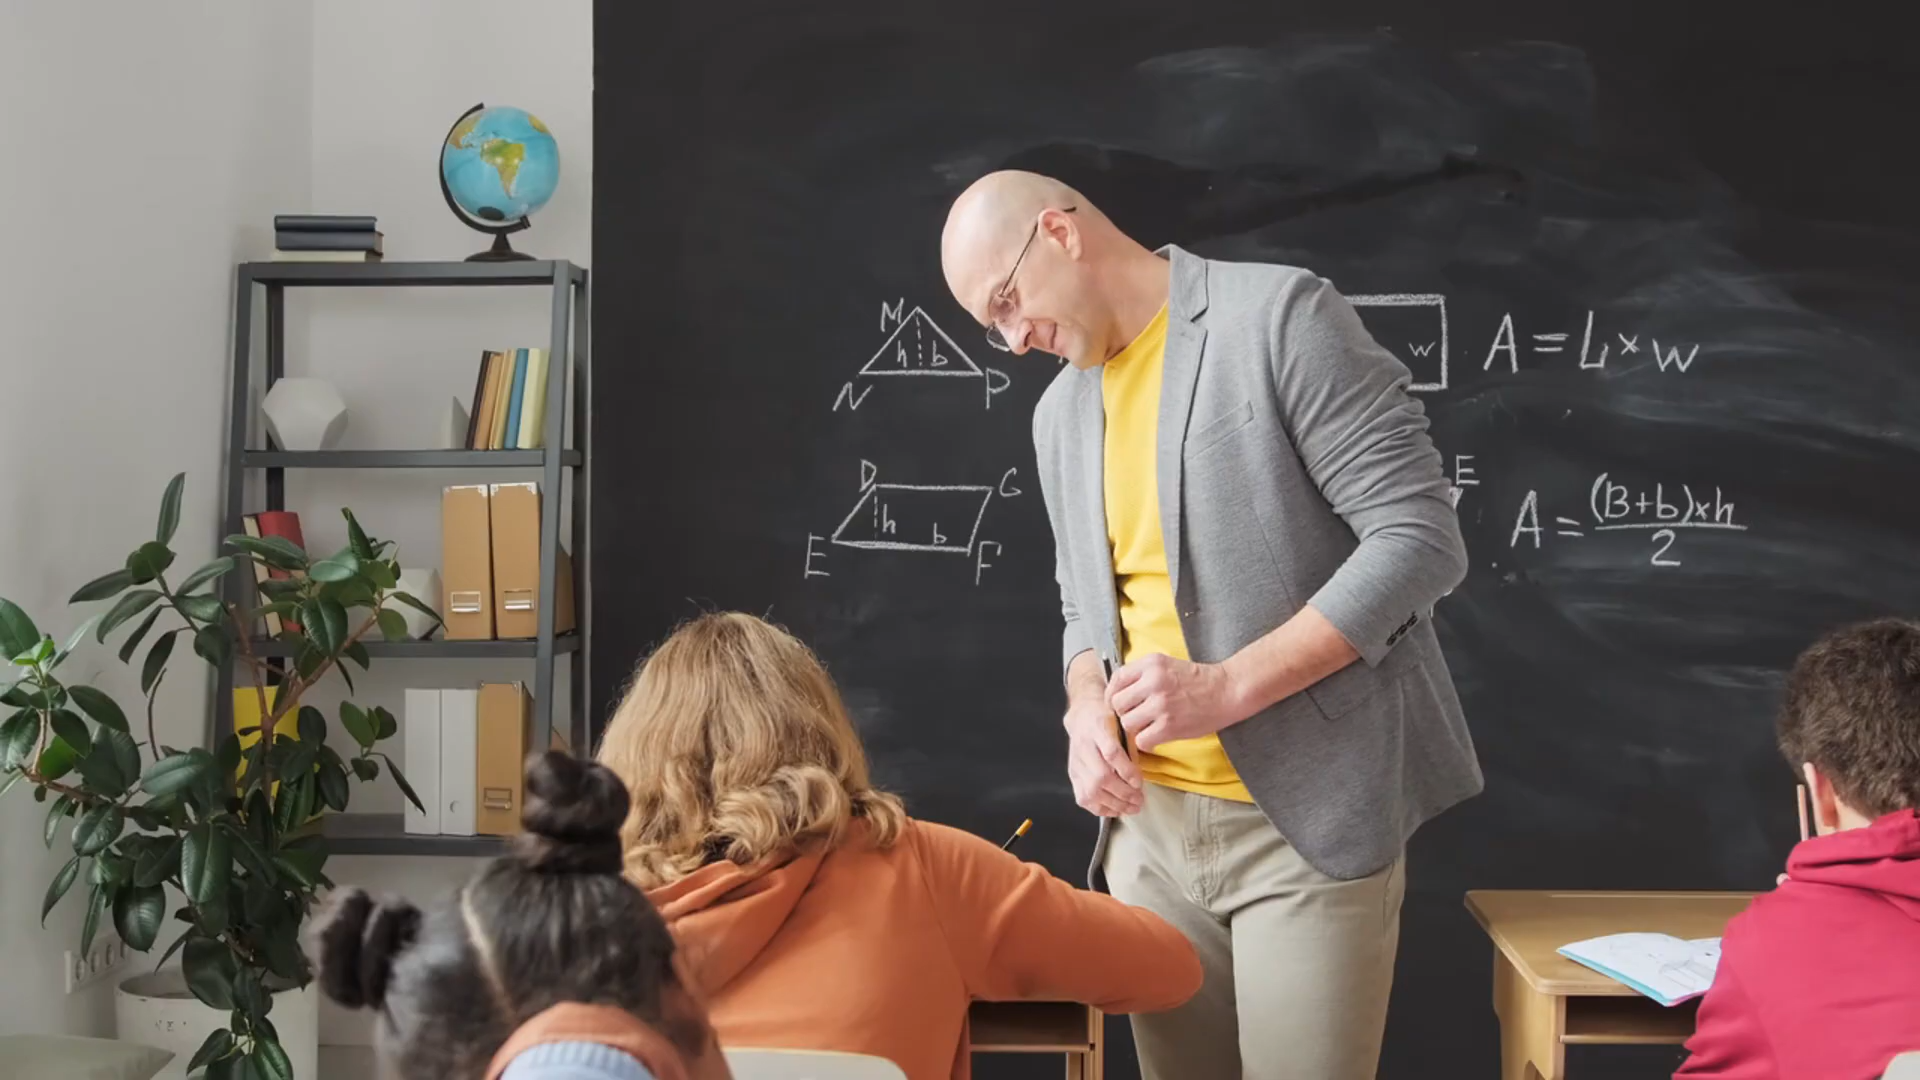 M
h b
N P
w
A = L × w
D G
h b
E F
E
A = (B+b)×h / 2